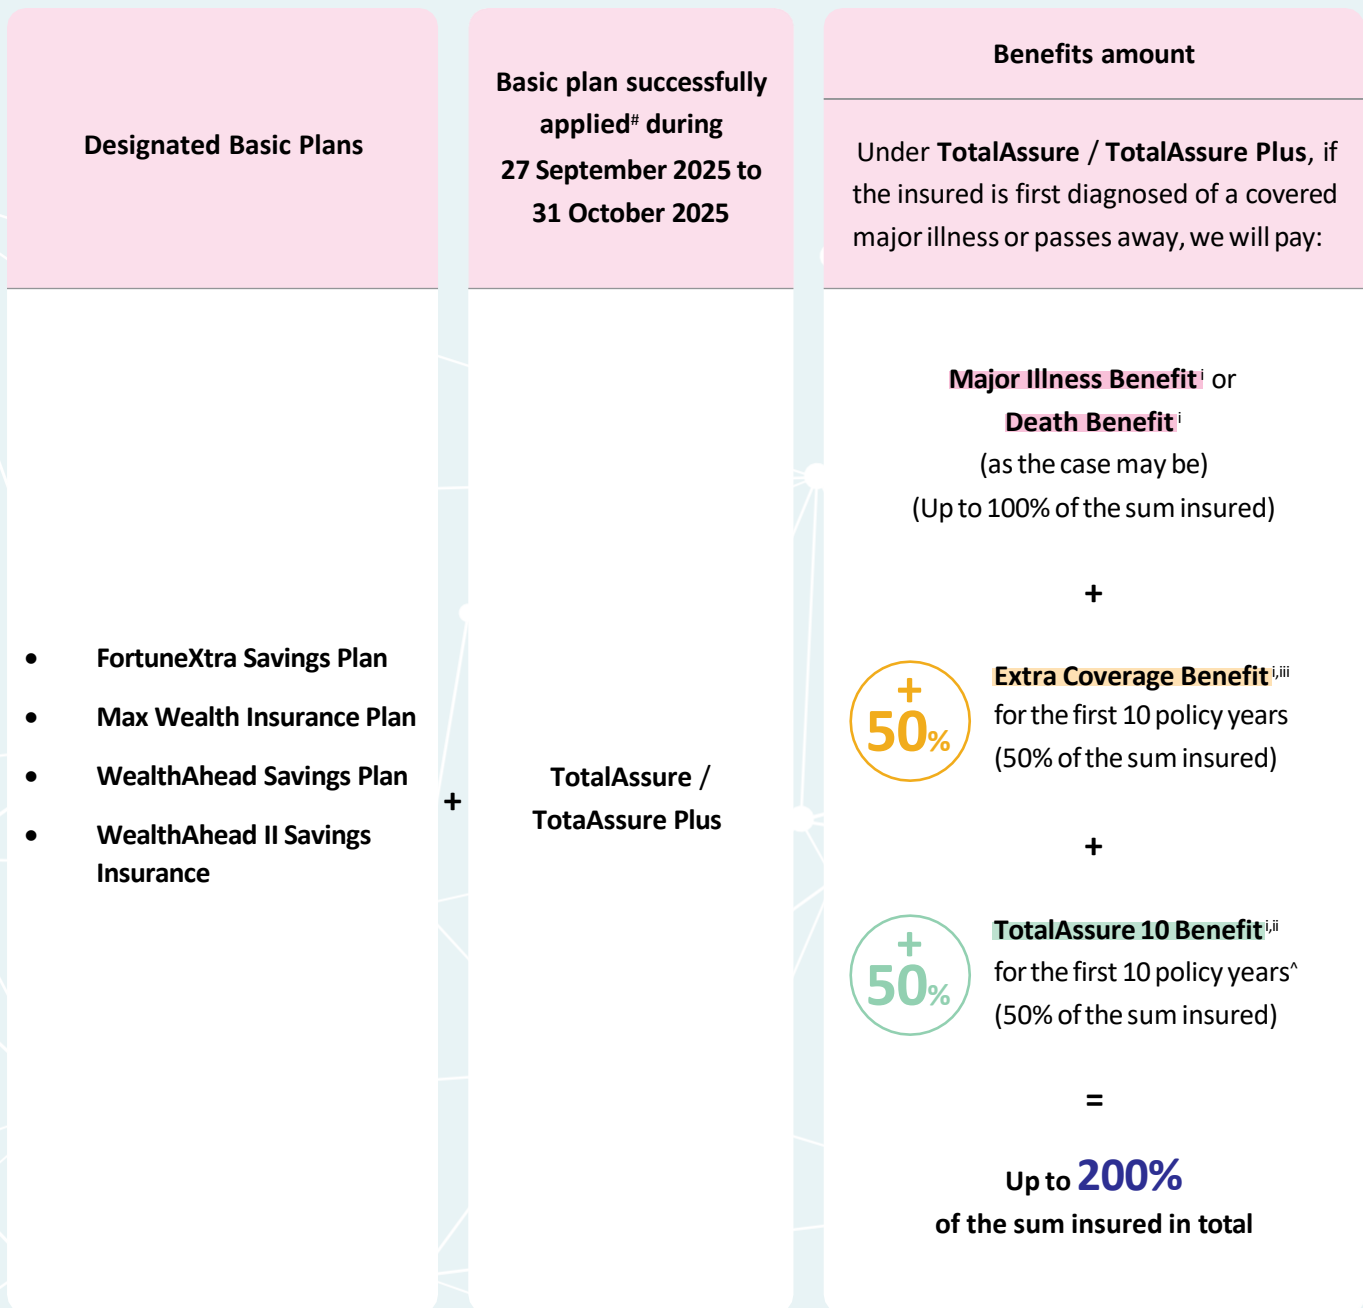 Designated Basic Plans
Basic plan successfully
applied# during
27 September 2025 to
31 October 2025
Benefits amount
Under TotalAssure / TotalAssure Plus, if
the insured is first diagnosed of a covered
major illness or passes away, we will pay:
• FortuneXtra Savings Plan
• Max Wealth Insurance Plan
• WealthAhead Savings Plan
• WealthAhead II Savings
Insurance
+
TotalAssure /
TotaAssure Plus
Major Illness Benefit i or
Death Benefit i
(as the case may be)
(Up to 100% of the sum insured)
+
+
50%
Extra Coverage Benefit i,iii
for the first 10 policy years
(50% of the sum insured)
+
+
50%
TotalAssure 10 Benefit i,ii
for the first 10 policy years^
(50% of the sum insured)
=
Up to 200%
of the sum insured in total